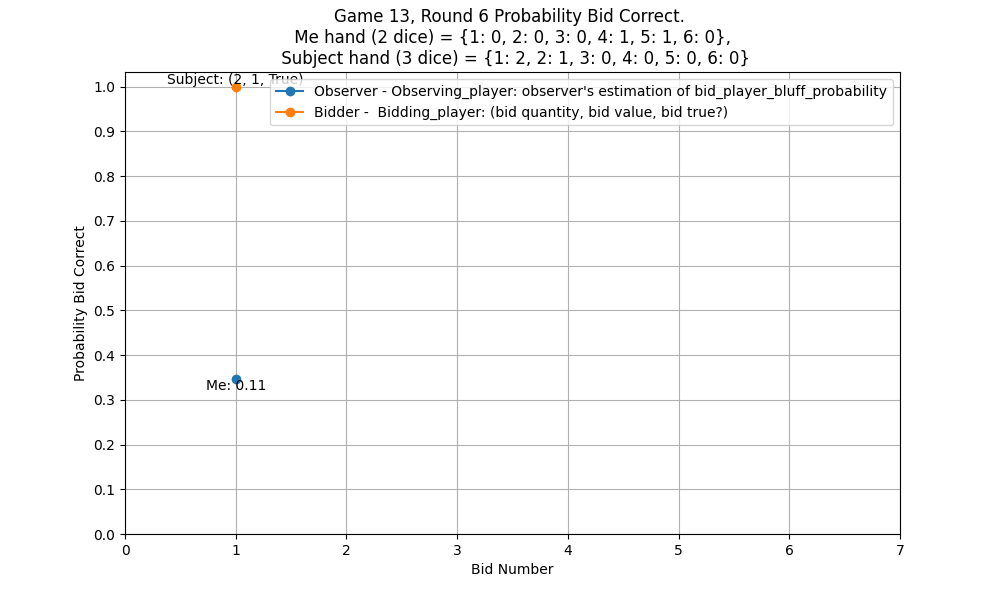 Game 13, Round 6 Probability Bid Correct.
Me hand (2 dice) = {1: 0, 2: 0, 3: 0, 4: 1, 5: 1, 6: 0},
Subject hand (3 dice) = {1: 2, 2: 1, 3: 0, 4: 0, 5: 0, 6: 0}
Subject: (2, 1, True)
Observer - Observing_player: observer's estimation of bid_player_bluff_probability
Bidder -  Bidding_player: (bid quantity, bid value, bid true?)
Me: 0.11
Probability Bid Correct
1.0
0.9
0.8
0.7
0.6
0.5
0.4
0.3
0.2
0.1
0.0
0 1 2 3 4 5 6 7
Bid Number